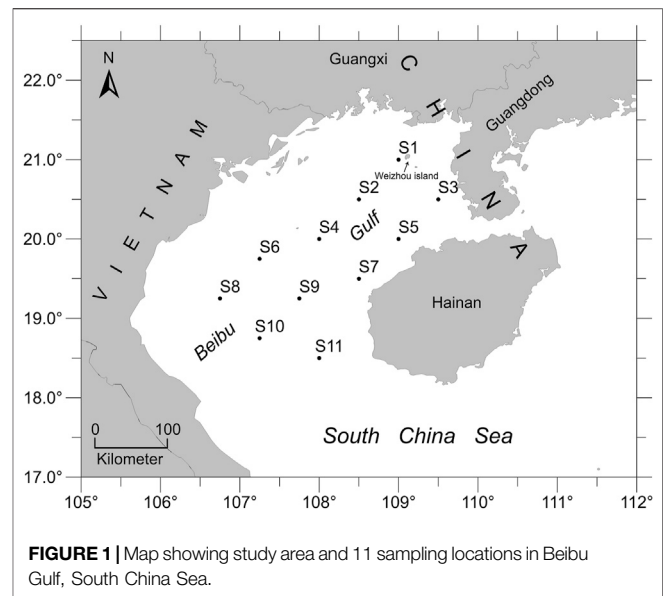 N
Guangxi
CHINA
Guangdong
22.0°
21.0°
20.0°
19.0°
18.0°
17.0°
VIETNAM
S1
Weizhou island
S2
S3
Gulf
S4
S5
S6
S7
S8
S9
Hainan
Beibu
S10
S11
0 100
Kilometer
South China Sea
105° 106° 107° 108° 109° 110° 111° 112°
FIGURE 1 | Map showing study area and 11 sampling locations in Beibu
Gulf, South China Sea.